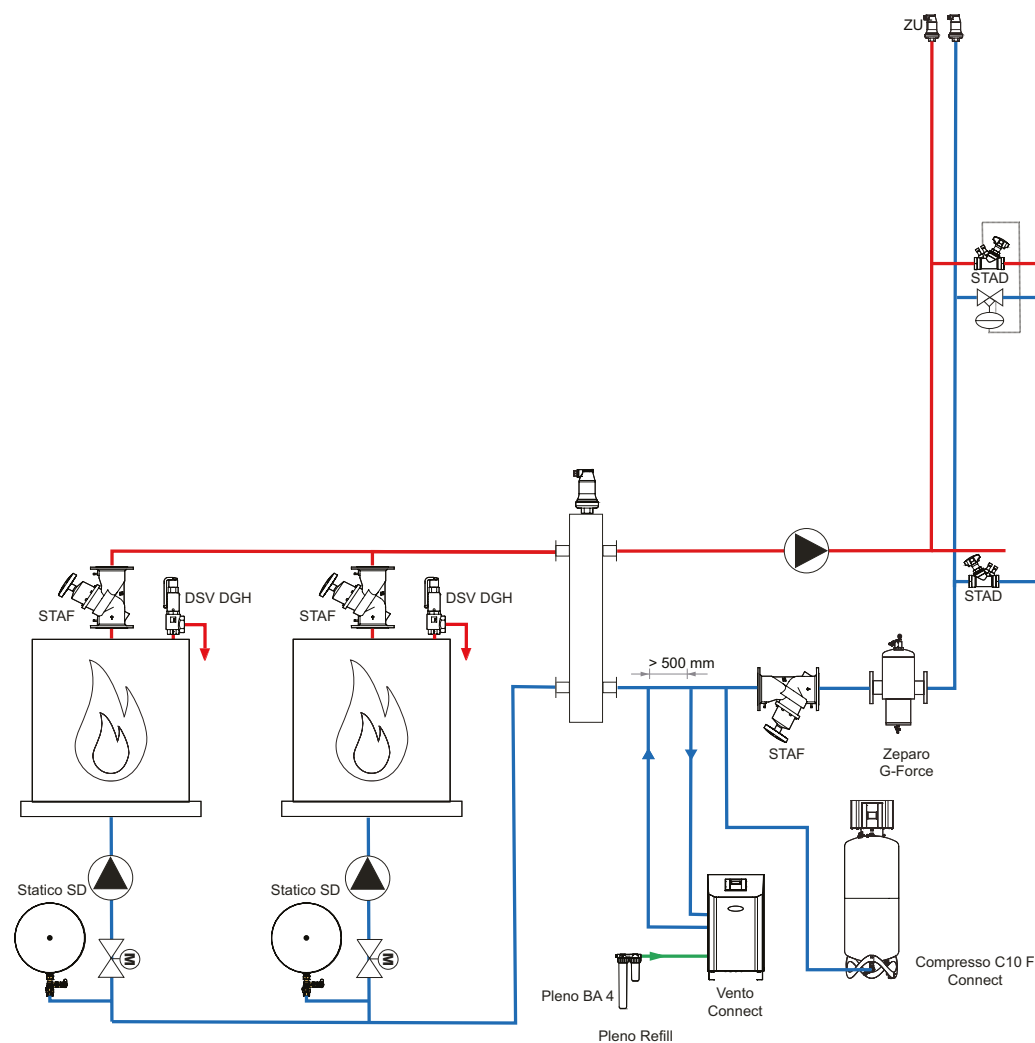 ZU
STAD
STAD
STAF
DSV DGH
STAF
DSV DGH
> 500 mm
STAF
Zeparo
G-Force
Statico SD
Statico SD
M
M
Pleno BA 4
Pleno Refill
Vento
Connect
Compresso C10 F
Connect